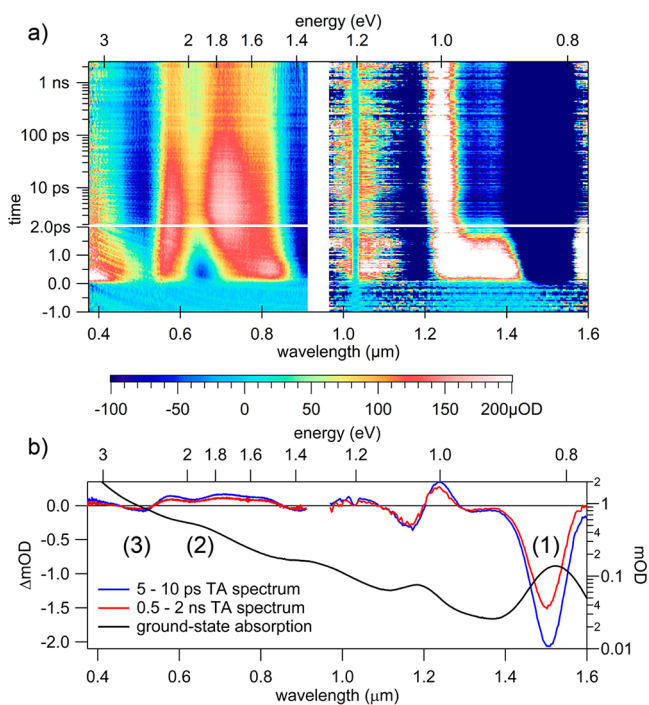 energy (eV)
a)
3 2 1.8 1.6 1.4 1.2 1.0 0.8
1 ns
100 ps
10 ps
2.0ps
1.0
0.0
-1.0
time
0.4 0.6 0.8 1.0 1.2 1.4 1.6
wavelength (µm)
-100 -50 0 50 100 150 200µOD
energy (eV)
b)
3 2 1.8 1.6 1.4 1.2 1.0 0.8
0.0
-0.5
-1.0
-1.5
-2.0
ΔmOD
(3) (2) (1)
5 - 10 ps TA spectrum
0.5 - 2 ns TA spectrum
ground-state absorption
2
1
4
2
0.1
4
2
0.01
mOD
0.4 0.6 0.8 1.0 1.2 1.4 1.6
wavelength (µm)